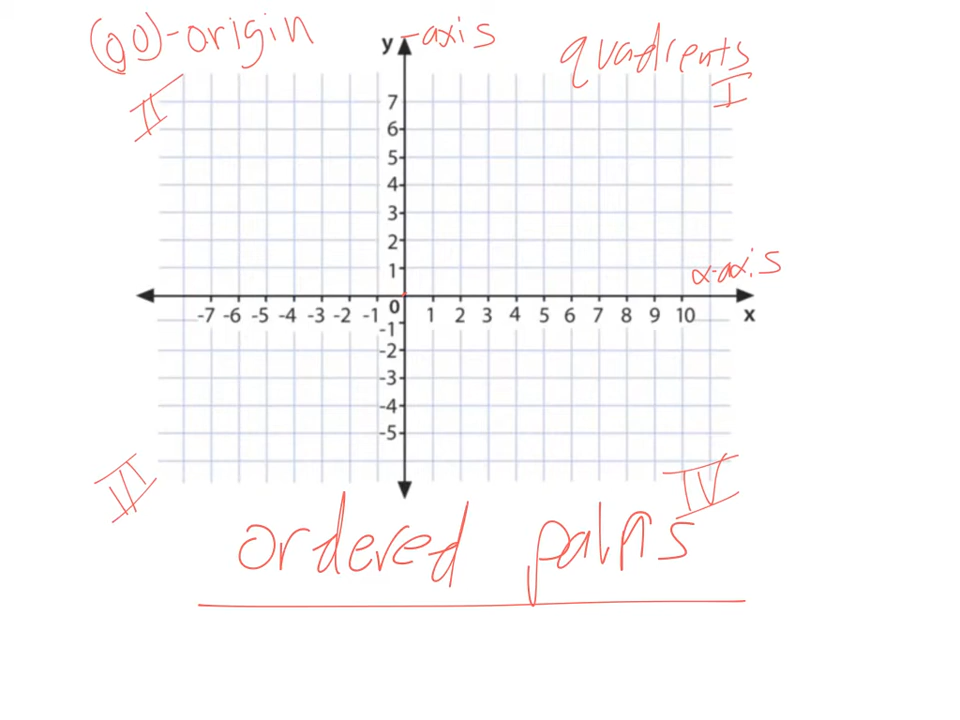 (0,0)-origin
y -axis
quadrents
II
I
7
6
5
4
3
2
1
x-axis
0
-7 -6 -5 -4 -3 -2 -1 1 2 3 4 5 6 7 8 9 10 x
-1
-2
-3
-4
-5
III
IV
ordered pairs